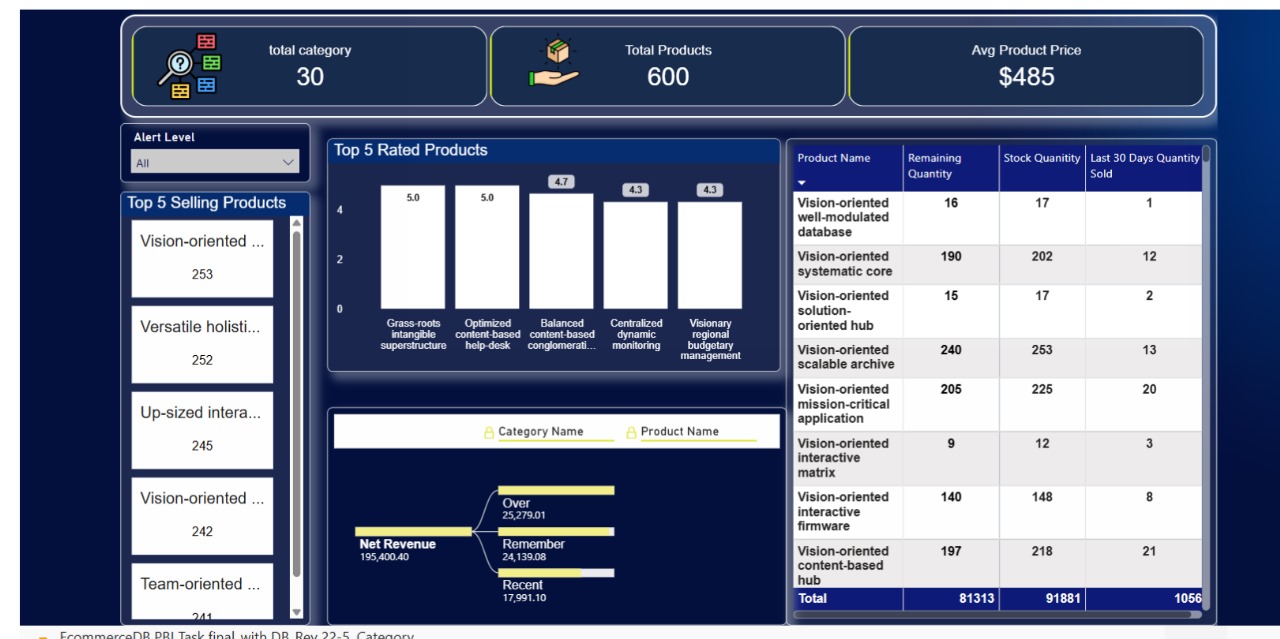 total category
30
Total Products
600
Avg Product Price
$485
Alert Level
All
Top 5 Selling Products
Vision-oriented ...
253
Versatile holisti...
252
Up-sized intera...
245
Vision-oriented ...
242
Team-oriented ...
241
Top 5 Rated Products
4
2
0
5.0
5.0
4.7
4.3
4.3
Grass-roots
intangible
superstructure
Optimized
content-based
help-desk
Balanced
content-based
conglomerati...
Centralized
dynamic
monitoring
Visionary
regional
budgetary
management
Category Name
Product Name
Net Revenue
195,400.40
Over
25,279.01
Remember
24,139.08
Recent
17,991.10
Product Name
Remaining
Quantity
Stock Quanitity
Last 30 Days Quantity
Sold
Vision-oriented
well-modulated
database
16
17
1
Vision-oriented
systematic core
190
202
12
Vision-oriented
solution-
oriented hub
15
17
2
Vision-oriented
scalable archive
240
253
13
Vision-oriented
mission-critical
application
205
225
20
Vision-oriented
interactive
matrix
9
12
3
Vision-oriented
interactive
firmware
140
148
8
Vision-oriented
content-based
hub
197
218
21
Total
81313
91881
1056
EcommerceDB PBI Task final with DB Rev 22-5 Category